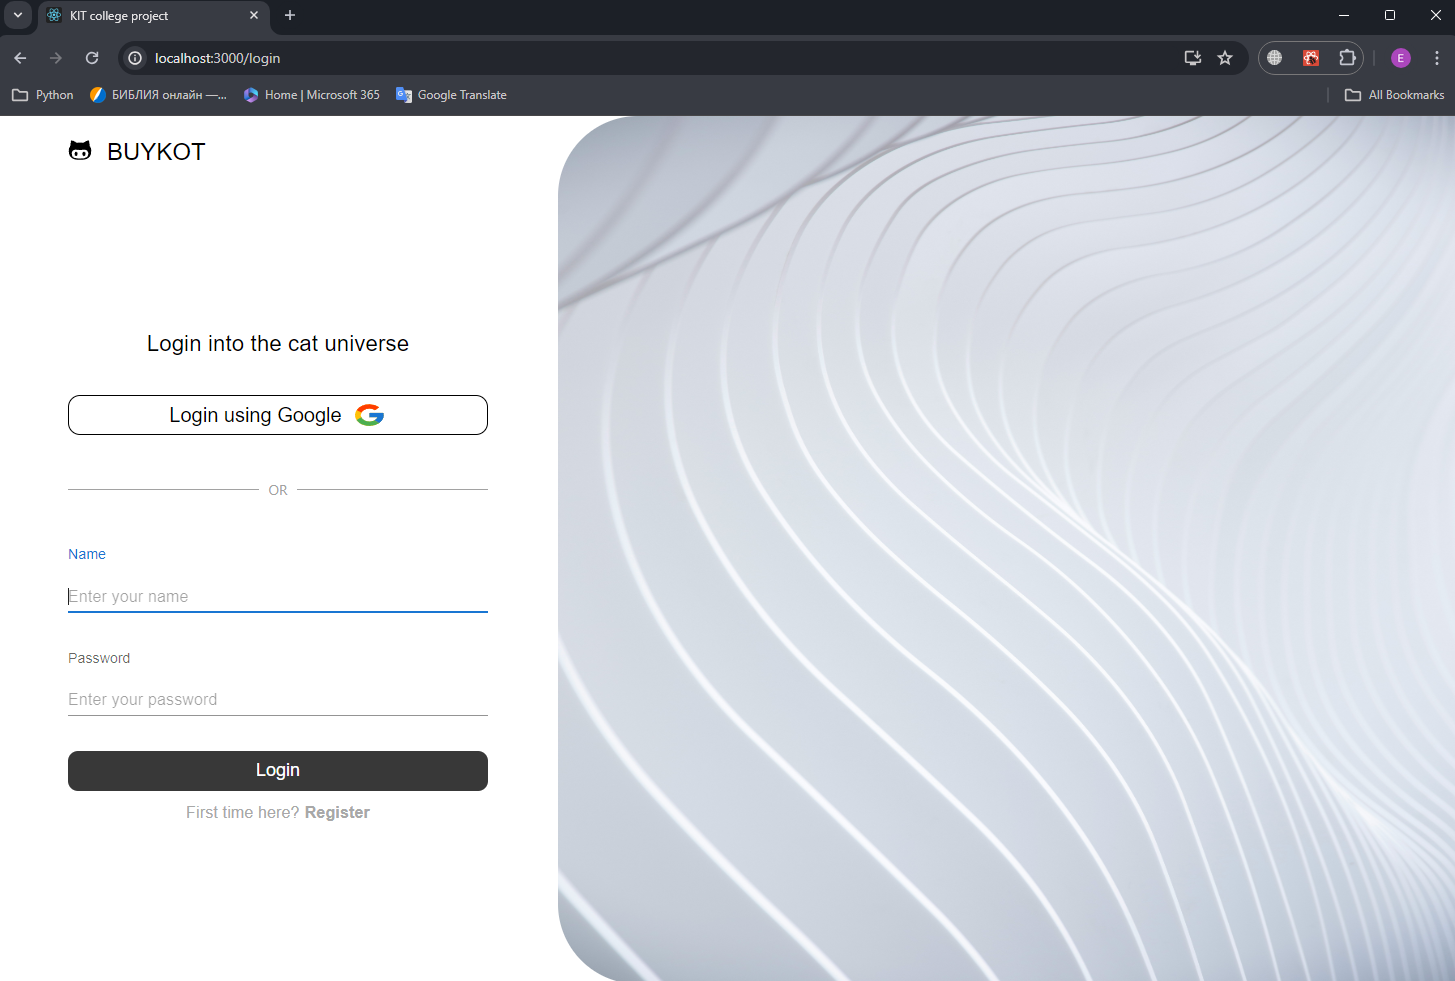 KIT college project
localhost:3000/login
E
Python
БИБЛИЯ онлайн —...
Home | Microsoft 365
Google Translate
All Bookmarks
BUYKOT
Login into the cat universe
Login using Google
OR
Name
Enter your name
Password
Enter your password
Login
First time here? Register